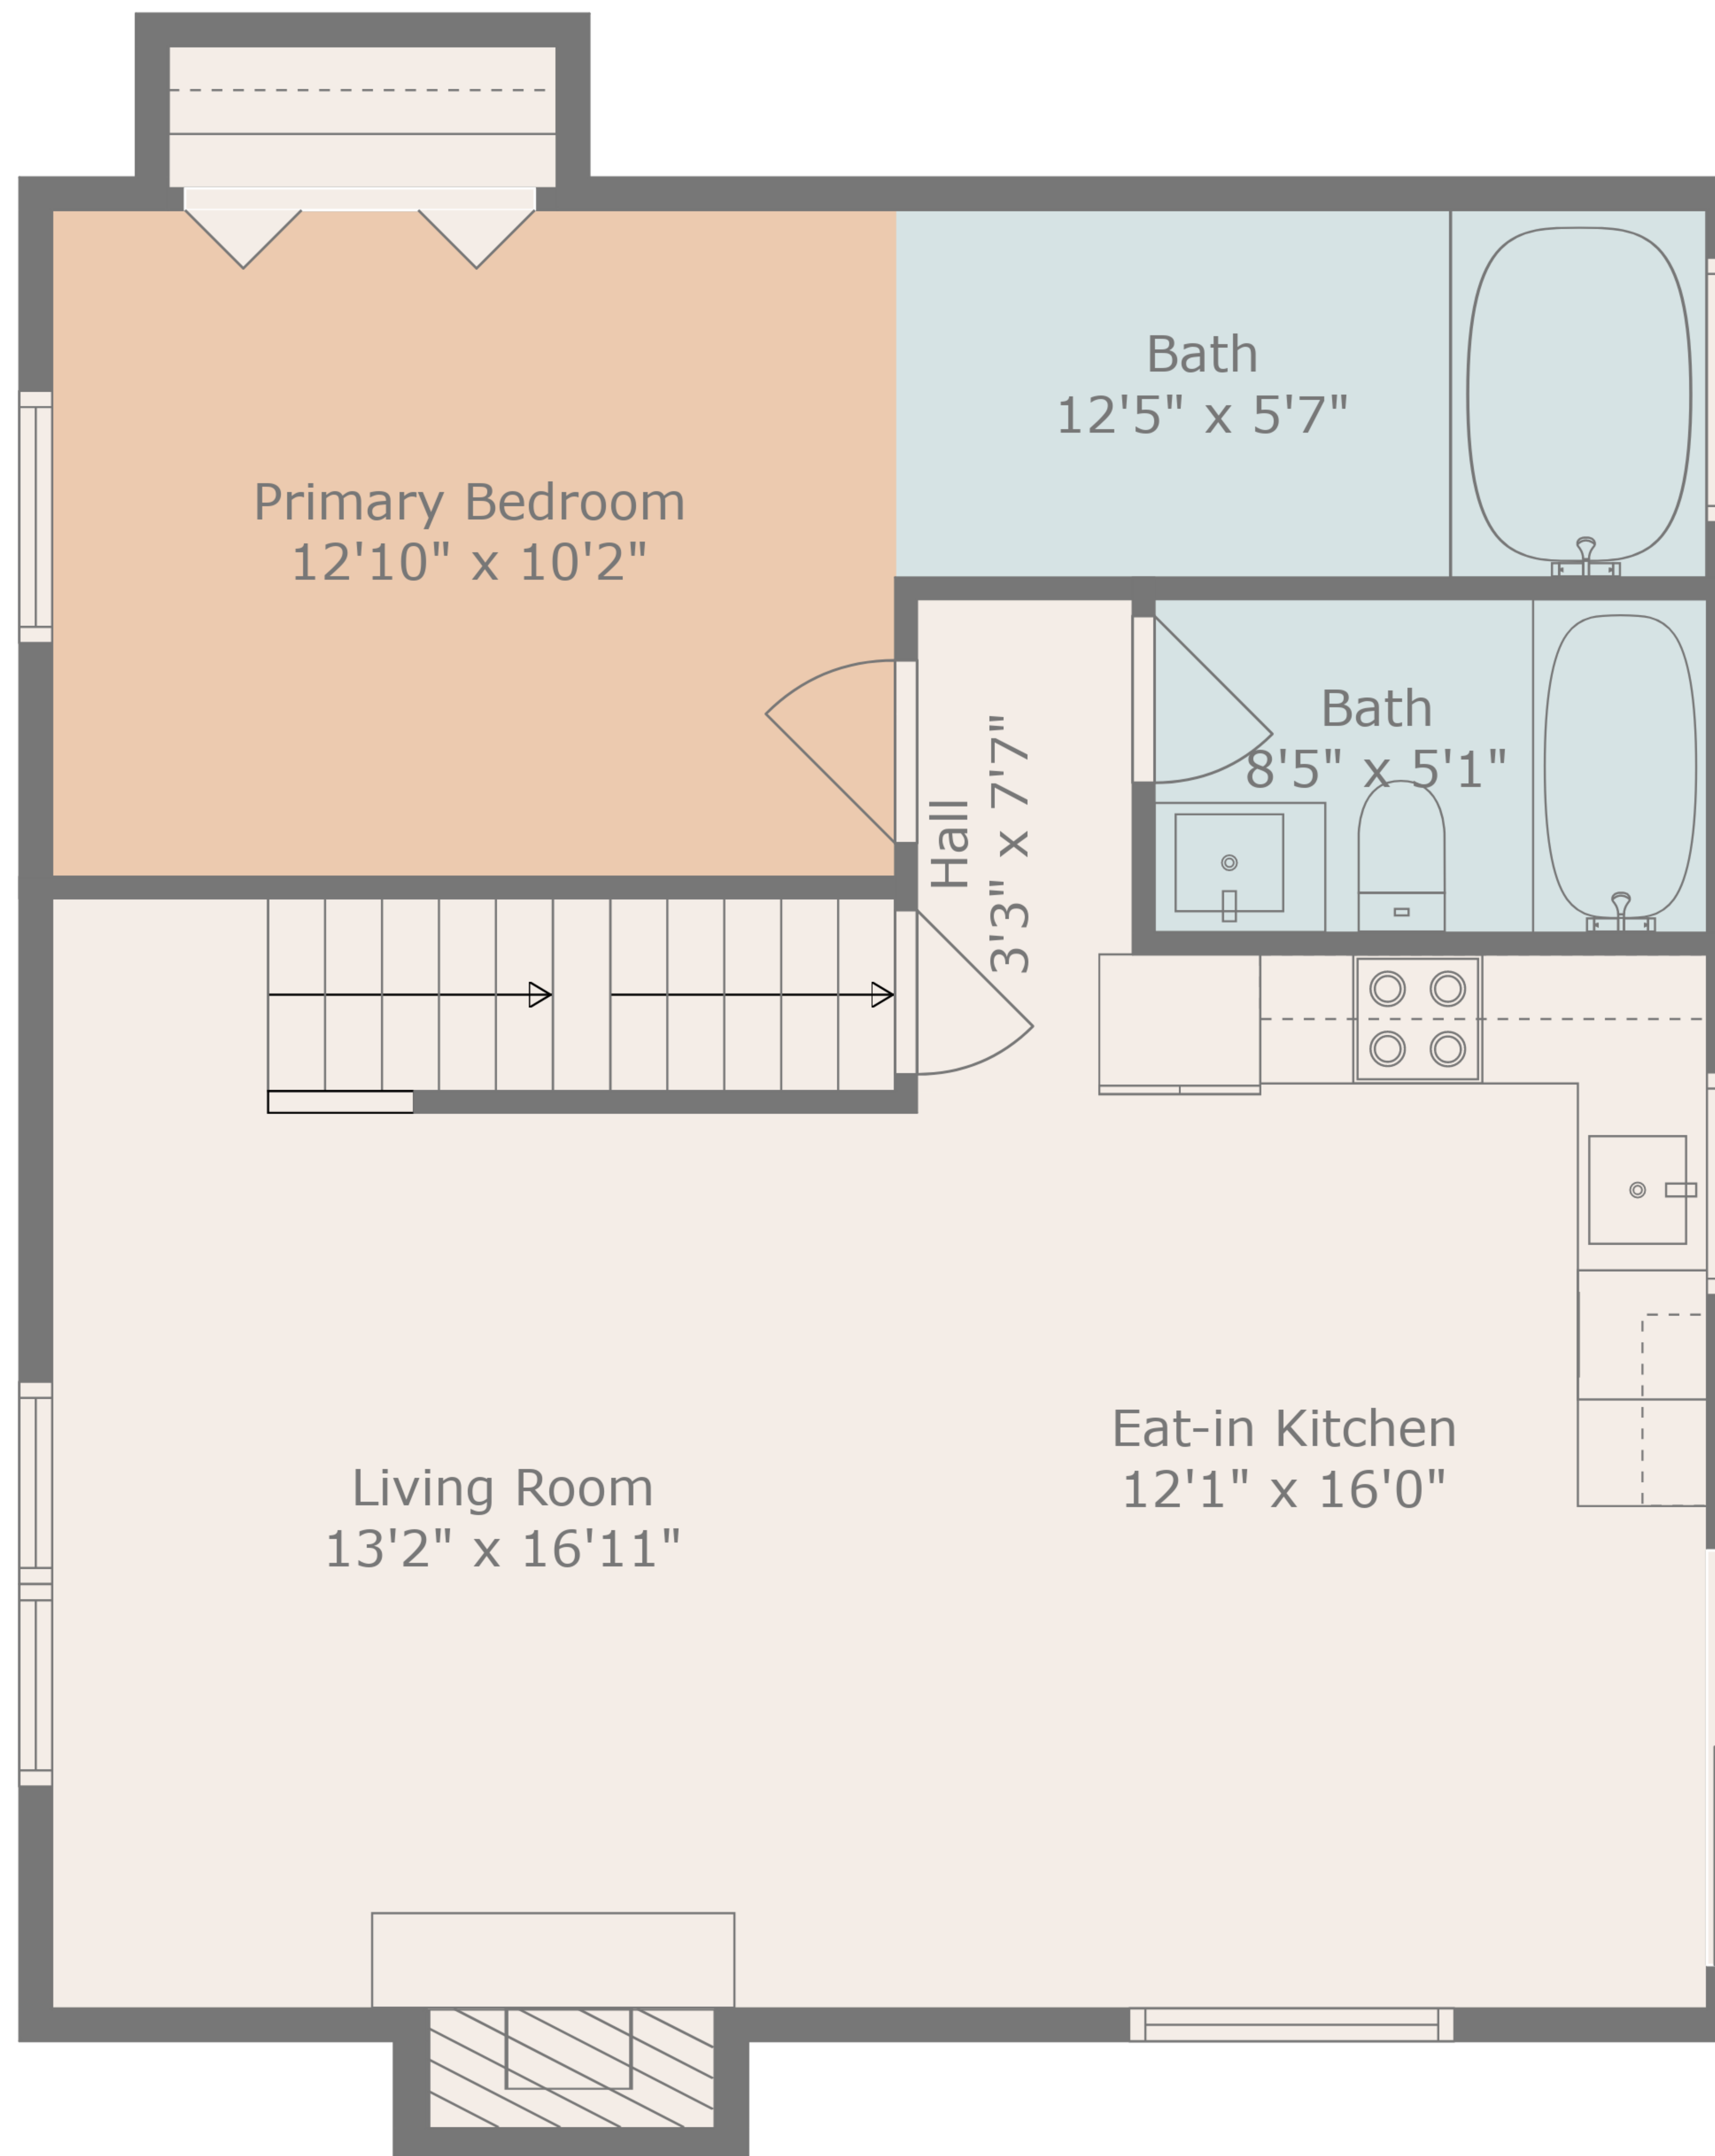 Bath
12'5" x 5'7"
Primary Bedroom
12'10" x 10'2"
Bath
8'5" x 5'1"
Hall
3'3" x 7'7"
Eat-in Kitchen
12'1" x 16'0"
Living Room
13'2" x 16'11"